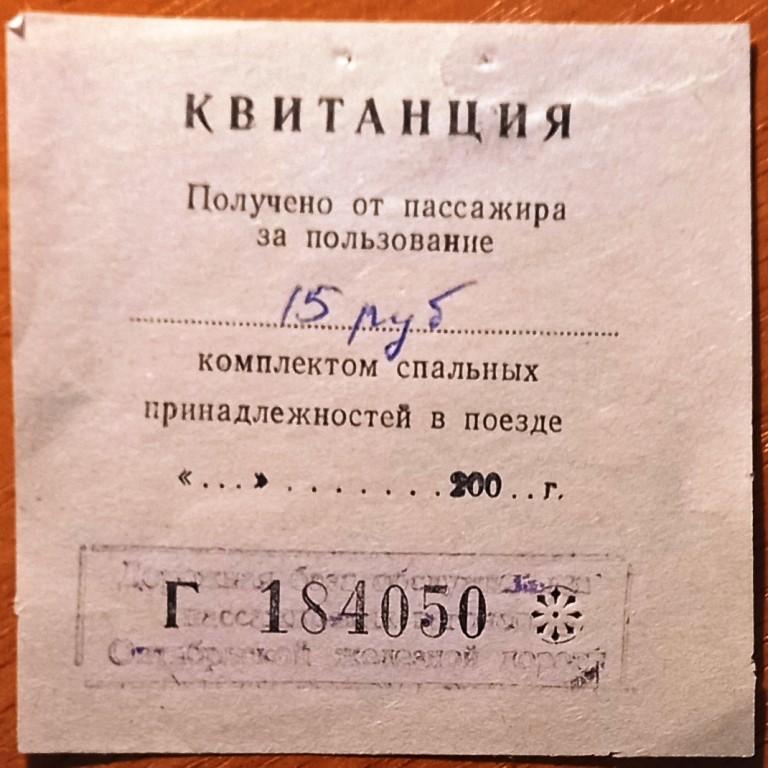 КВИТАНЦИЯ
Получено от пассажира
за пользование
15 руб
комплектом спальных
принадлежностей в поезде
«...» ........200..г.
Г 184050
Октябрьской железной дороги